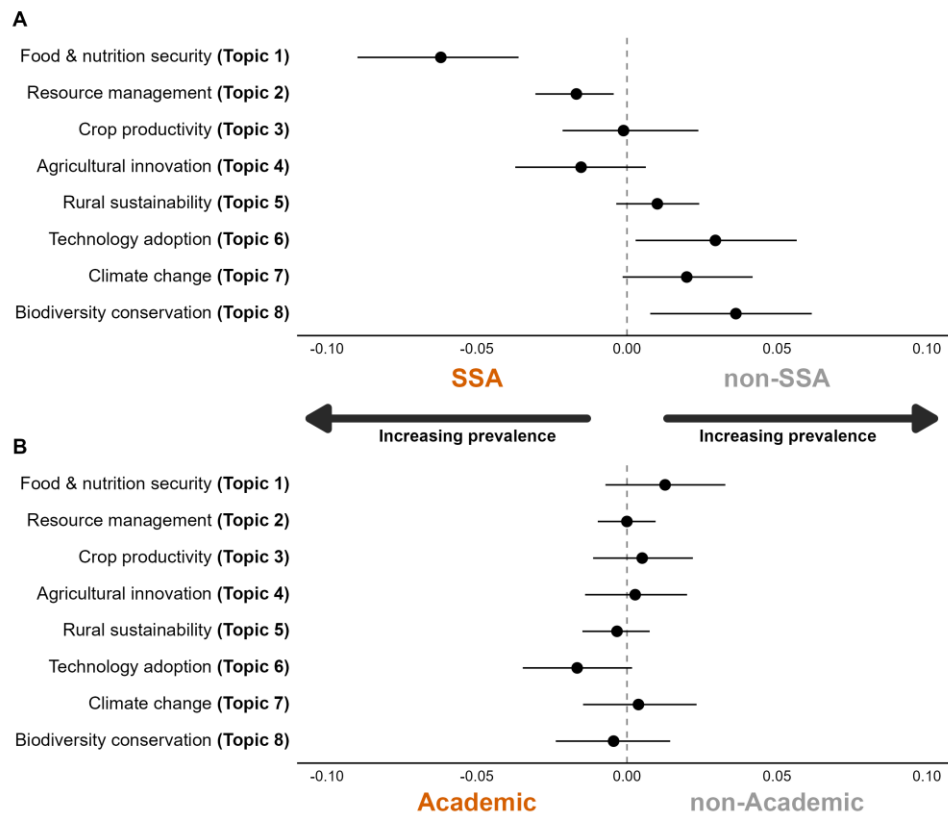 A
Food & nutrition security (Topic 1)
Resource management (Topic 2)
Crop productivity (Topic 3)
Agricultural innovation (Topic 4)
Rural sustainability (Topic 5)
Technology adoption (Topic 6)
Climate change (Topic 7)
Biodiversity conservation (Topic 8)
-0.10 -0.05 0.00 0.05 0.10
SSA non-SSA
Increasing prevalence Increasing prevalence
B
Food & nutrition security (Topic 1)
Resource management (Topic 2)
Crop productivity (Topic 3)
Agricultural innovation (Topic 4)
Rural sustainability (Topic 5)
Technology adoption (Topic 6)
Climate change (Topic 7)
Biodiversity conservation (Topic 8)
-0.10 -0.05 0.00 0.05 0.10
Academic non-Academic